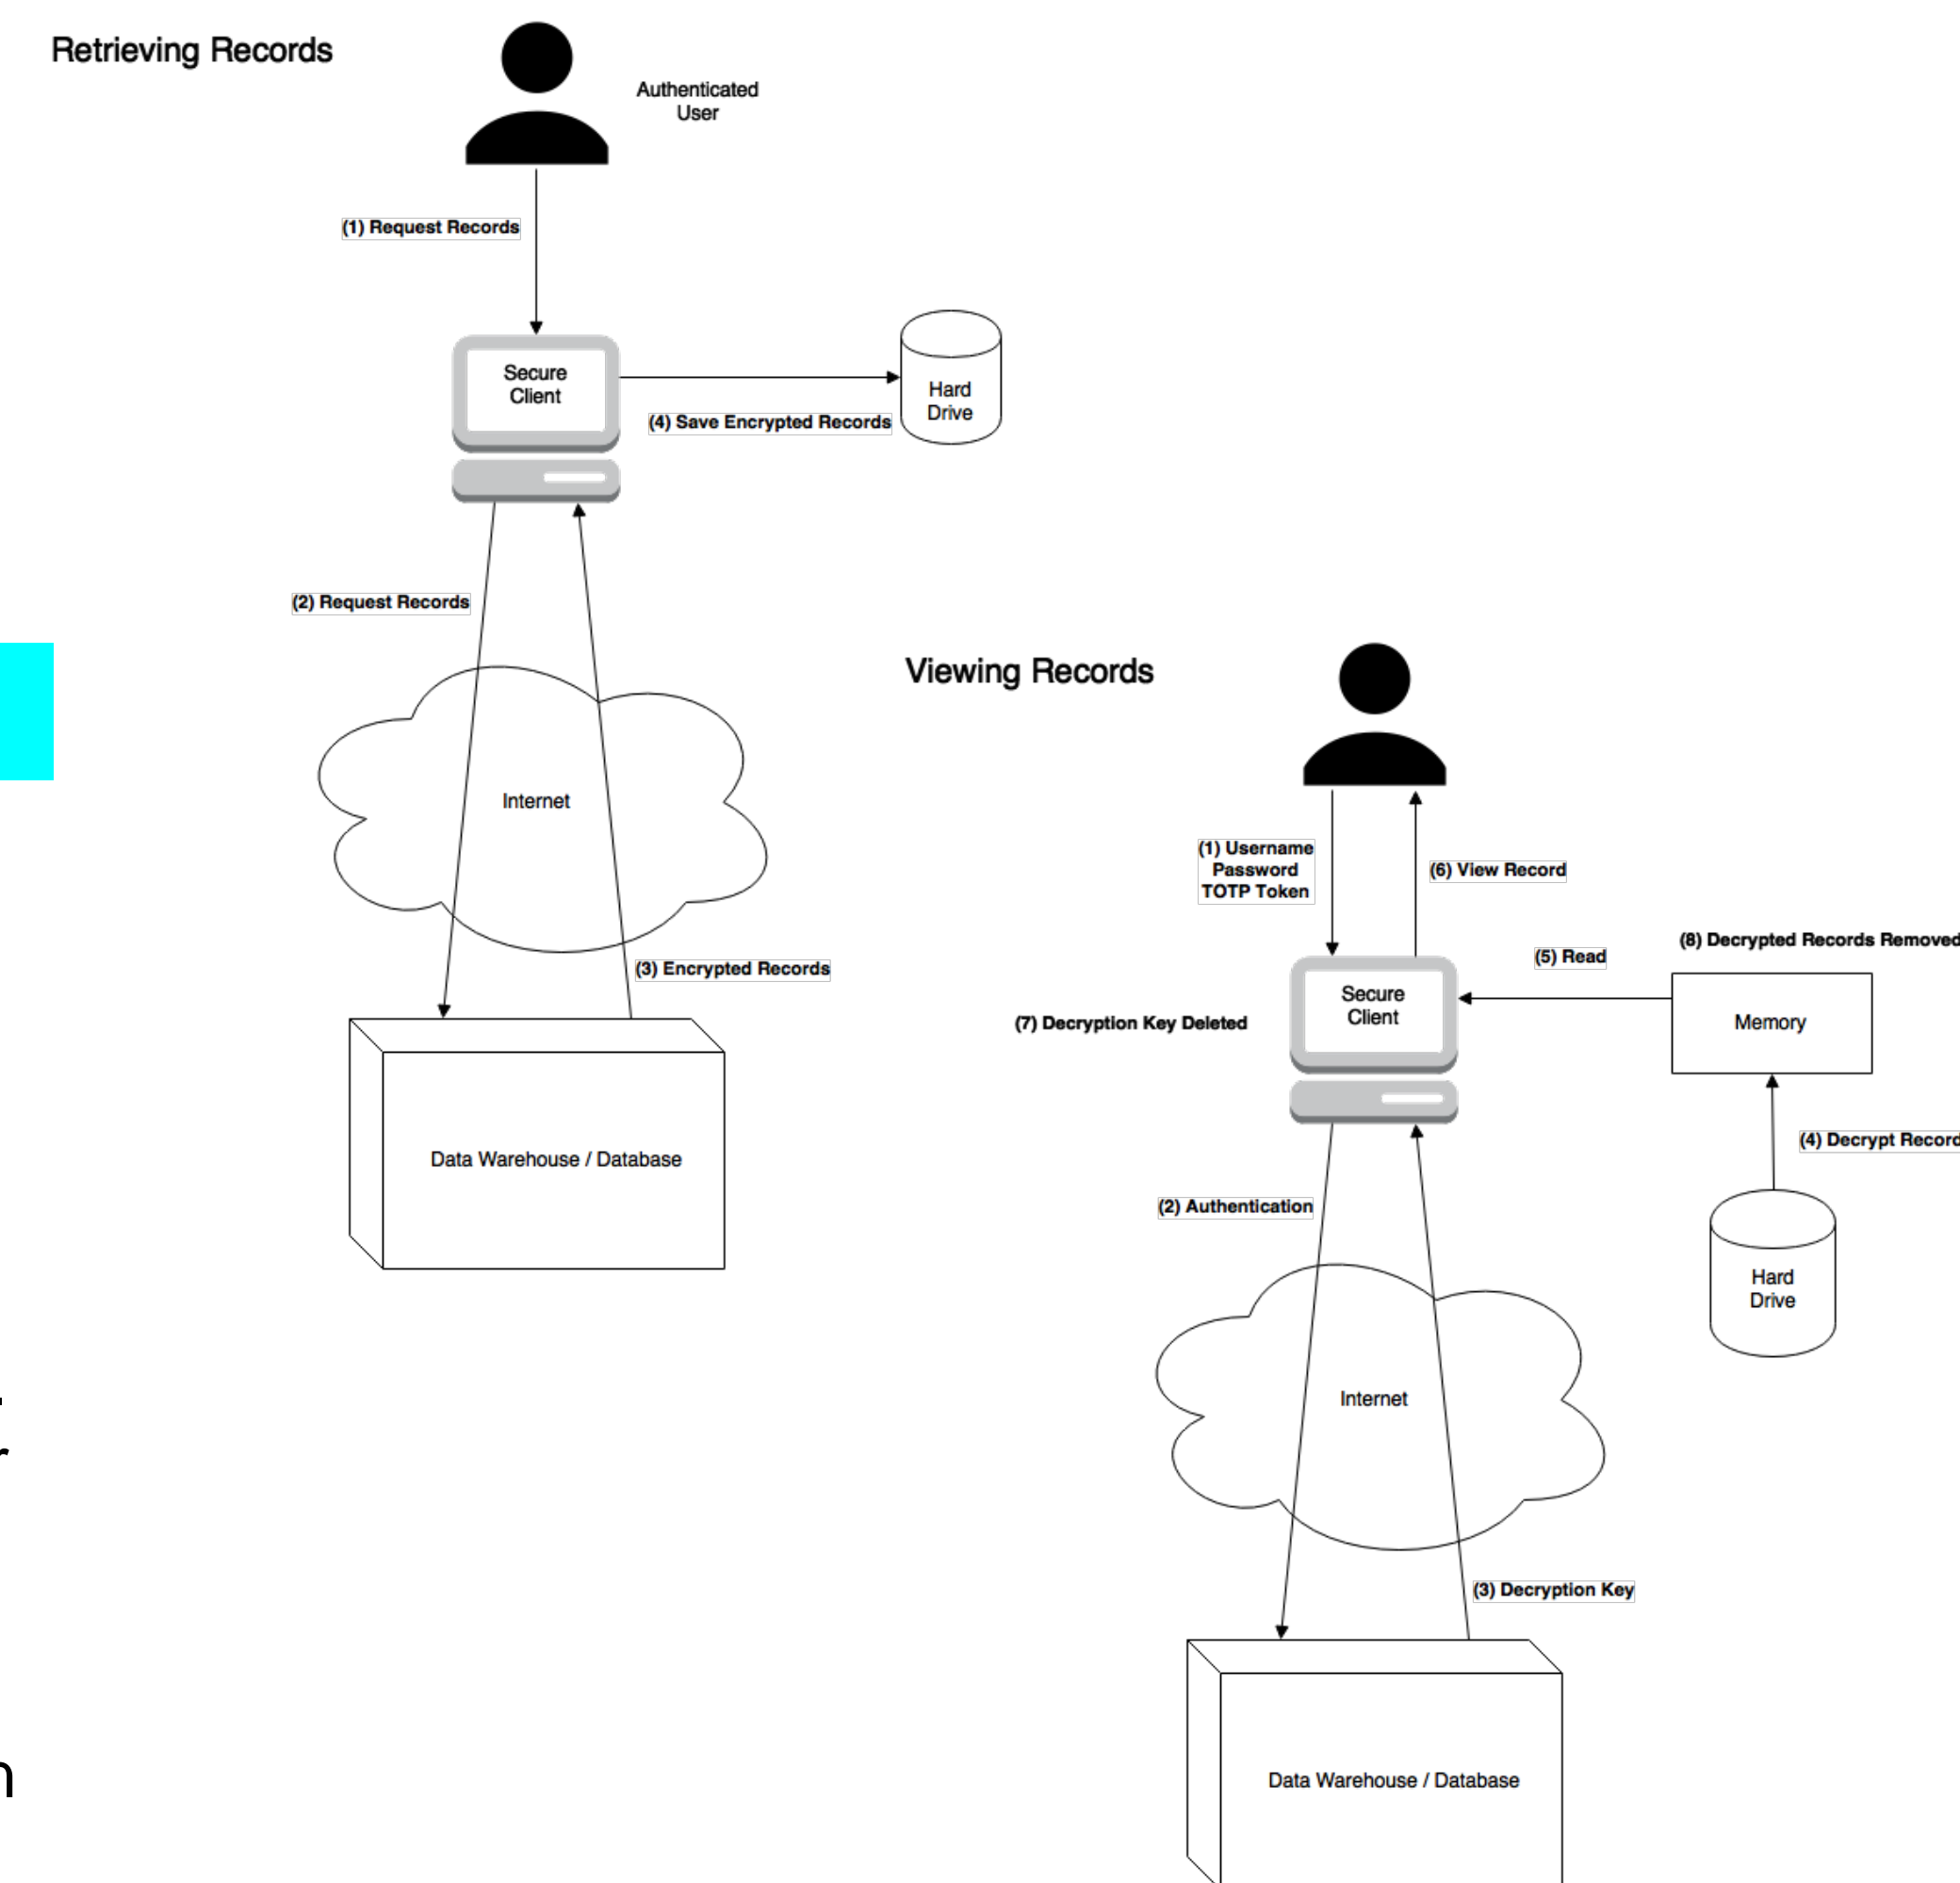 Retrieving Records
Authenticated
User
(1) Request Records
Secure
Client
Hard
Drive
(4) Save Encrypted Records
(2) Request Records
Internet
(3) Encrypted Records
Data Warehouse / Database
Viewing Records
(1) Username
Password
TOTP Token
(6) View Record
(8) Decrypted Records Removed
(5) Read
Secure
Client
(7) Decryption Key Deleted
Memory
(4) Decrypt Record
(2) Authentication
Hard
Drive
Internet
(3) Decryption Key
Data Warehouse / Database